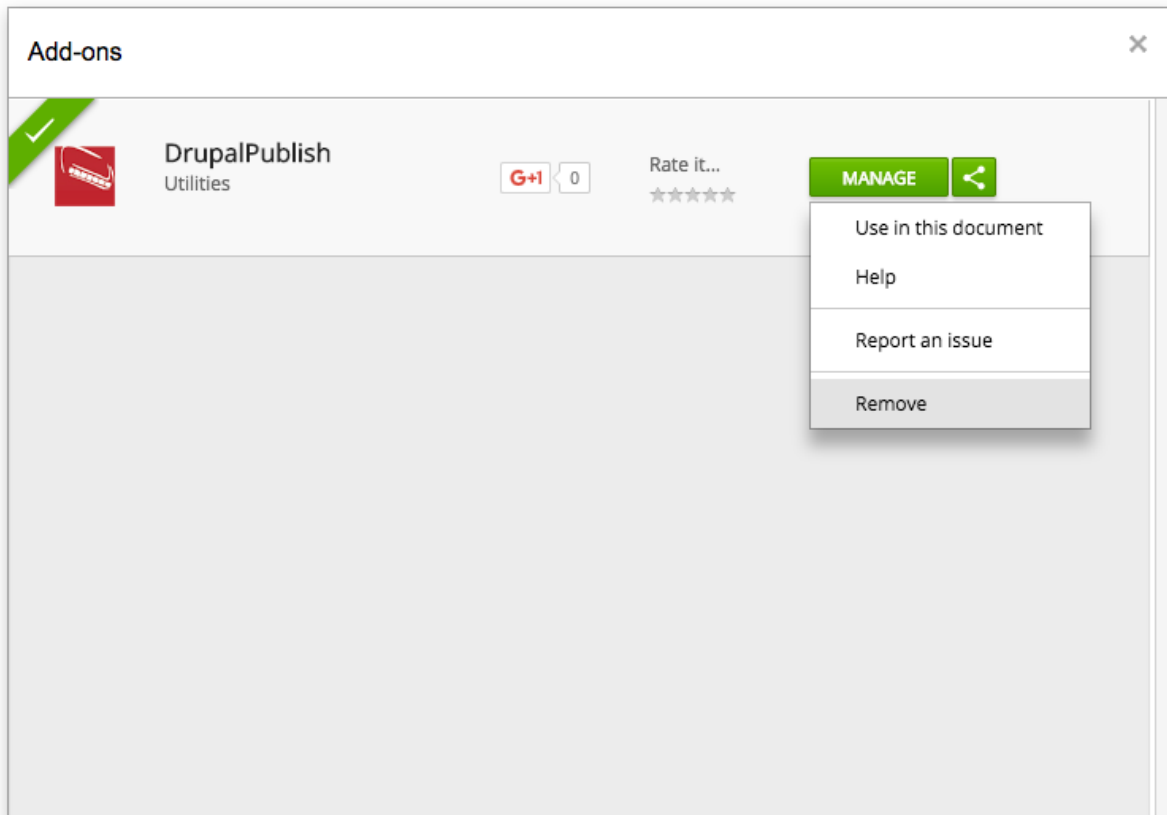 Add-ons
DrupalPublish
Utilities
G+1 0
Rate it...
MANAGE
Use in this document
Help
Report an issue
Remove